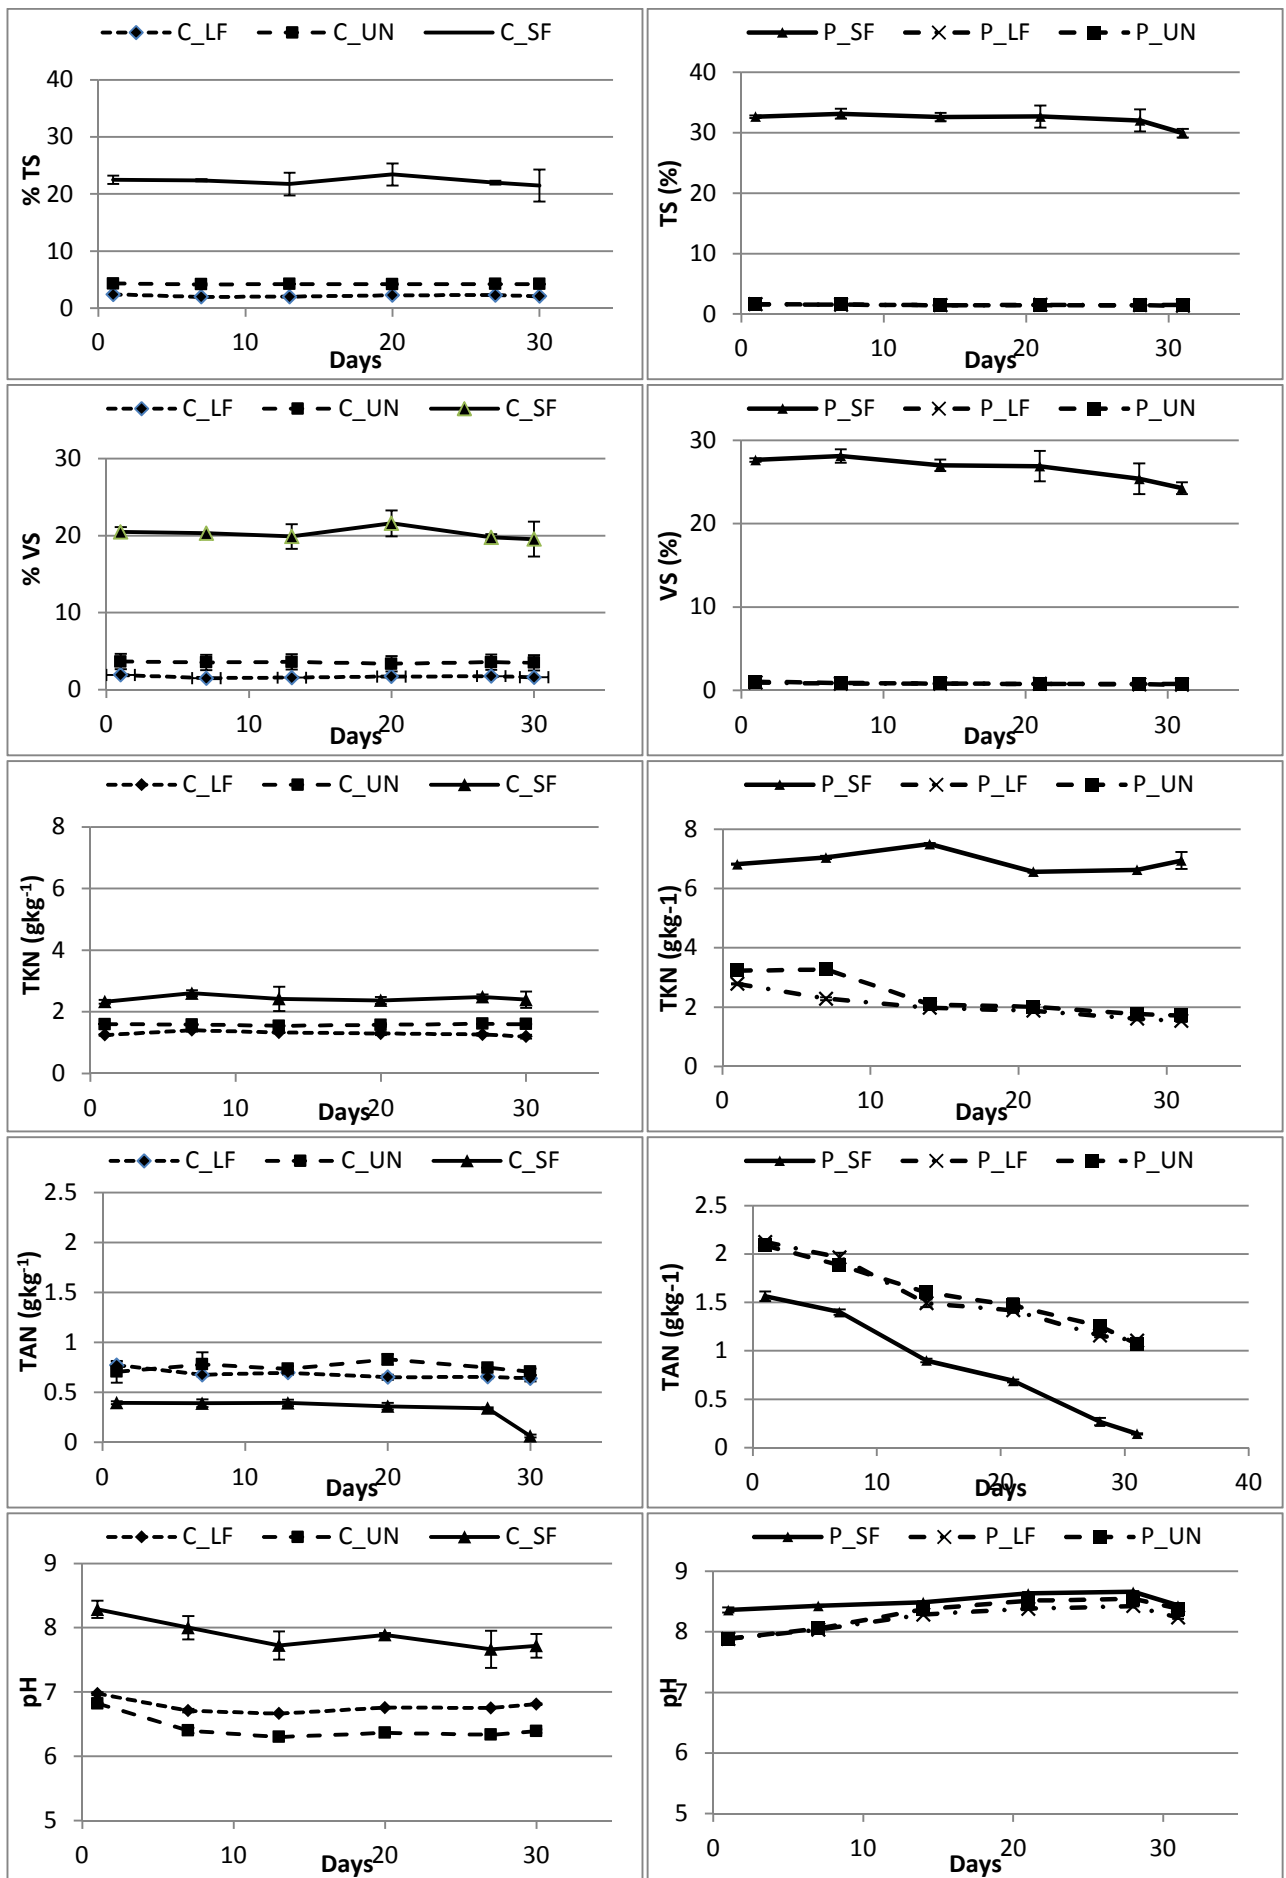 C_LF C_UN C_SF
% TS
40
30
20
10
0
0 10 20 30
Days
P_SF P_LF P_UN
TS (%)
40
30
20
10
0
0 10 20 30
Days
C_LF C_UN C_SF
% VS
30
20
10
0
0 10 20 30
Days
P_SF P_LF P_UN
VS (%)
30
20
10
0
0 10 20 30
Days
C_LF C_UN C_SF
TKN (gkg⁻¹)
8
6
4
2
0
0 10 20 30
Days
P_SF P_LF P_UN
TKN (gkg-1)
8
6
4
2
0
0 10 20 30
Days
C_LF C_UN C_SF
TAN (gkg⁻¹)
2.5
2
1.5
1
0.5
0
0 10 20 30
Days
P_SF P_LF P_UN
TAN (gkg-1)
2.5
2
1.5
1
0.5
0
0 10 20 30 40
Days
C_LF C_UN C_SF
pH
9
8
7
6
5
0 10 20 30
Days
P_SF P_LF P_UN
pH
9
8
7
6
5
0 10 20 30
Days